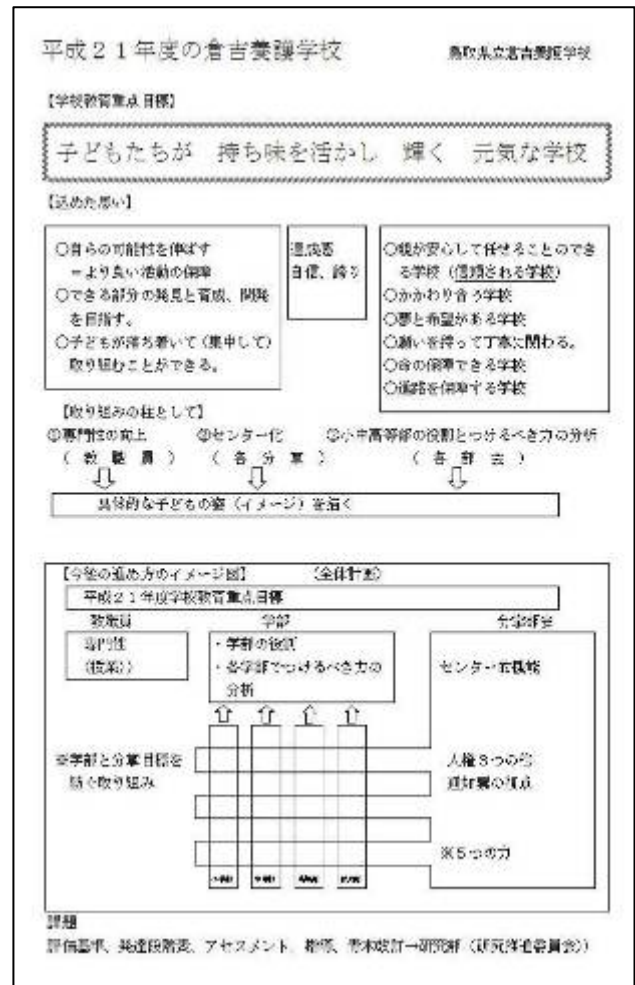 平成２１年度の倉吉養護学校
鳥取県立倉吉養護学校
【学校教育重点目標】
子どもたちが　持ち味を活かし　輝く　元気な学校
【込めた思い】
○自らの可能性を伸ばす
＝より良い活動の保障
○できる部分の発見と育成、開発
を目指す。
○子どもが落ち着いて（集中して）
取り組むことができる。
達成感
自信、誇り
○親が安心して任せることのでき
る学校（信頼される学校）
○かかわり合う学校
○夢と希望がある学校
○願いを持って丁寧に関わる。
○命の保障できる学校
○進路を保障する学校
【取り組みの柱として】
①専門性の向上　②センター化　③小中高等部の役割とつけるべき力の分析
（教職員）　（各分掌）　（各部会）
具体的な子どもの姿（イメージ）を描く
【今後の進め方のイメージ図】　（全体計画）
平成２１年度学校教育重点目標
教職員　学部
専門性
（授業）
・学部の役割
・各学部でつけるべき力の
分析
センター的機能
※学部と分掌目標を
紡ぐ取り組み
人権３つの
の視点
※５つの力
課題
評価基準、発達段階表、アセスメント、研究部（研究推進委員会）